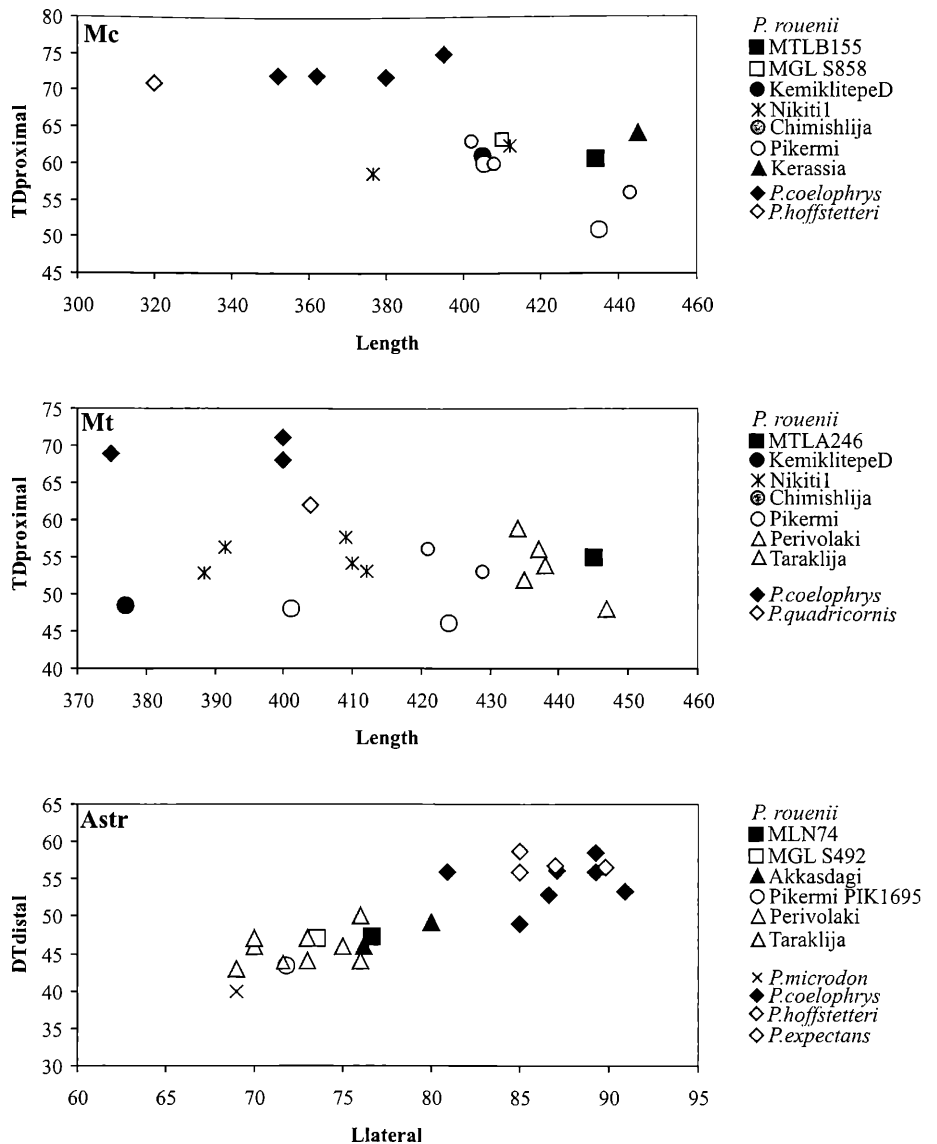 Mc
TDproximal
80
75
70
65
60
55
50
45
300 320 340 360 380 400 420 440 460
Length
P. rouenii
MTLB155
MGL S858
KemiklitepeD
Nikiti1
Chimishlija
Pikermi
Kerassia
P.coelophrys
P.hoffstetteri
Mt
TDproximal
75
70
65
60
55
50
45
40
370 380 390 400 410 420 430 440 450 460
Length
P. rouenii
MTLA246
KemiklitepeD
Nikiti1
Chimishlija
Pikermi
Perivolaki
Taraklija
P.coelophrys
P.quadricornis
Astr
DTdistal
65
60
55
50
45
40
35
30
60 65 70 75 80 85 90 95
Llateral
P. rouenii
MLN74
MGL S492
Akkasdagi
Pikermi PIK1695
Perivolaki
Taraklija
P.microdon
P.coelophrys
P.hoffstetteri
P.expectans